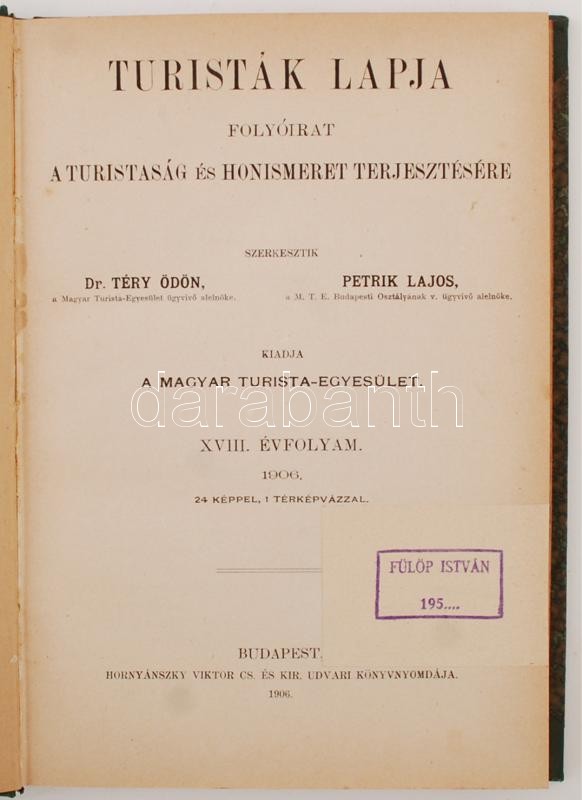 TURISTÁK LAPJA
FOLYÓIRAT
A TURISTASÁG ÉS HONISMERET TERJESZTÉSÉRE
SZERKESZTIK
Dr. TÉRY ÖDÖN,
a Magyar Turista-Egyesület ügyvivő alelnöke.
PETRIK LAJOS,
a M. T. E. Budapesti Osztályának v. ügyvivő alelnöke.
KIADJA
A MAGYAR TURISTA-EGYESÜLET.
darabanth
XVIII. ÉVFOLYAM.
1906.
24 KÉPPEL, 1 TÉRKÉPVÁZZAL.
FÜLÖP ISTVÁN
195....
BUDAPEST.
HORNYÁNSZKY VIKTOR CS. ÉS KIR. UDVARI KÖNYVNYOMDÁJA.
1906.